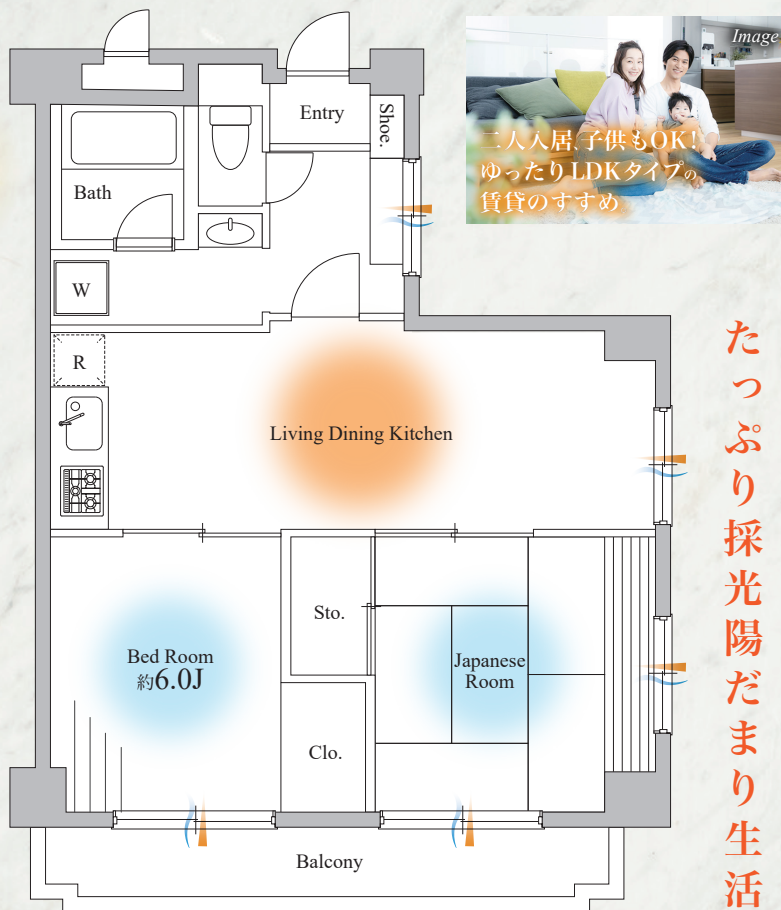 Image
二人入居、子供もOK!
ゆったりLDKタイプの
賃貸のすすめ
Entry
Shoe.
Bath
W
R
Living Dining Kitchen
Sto.
Bed Room
約6.0J
Japanese
Room
Clo.
Balcony
たっぷり採光陽だまり生活